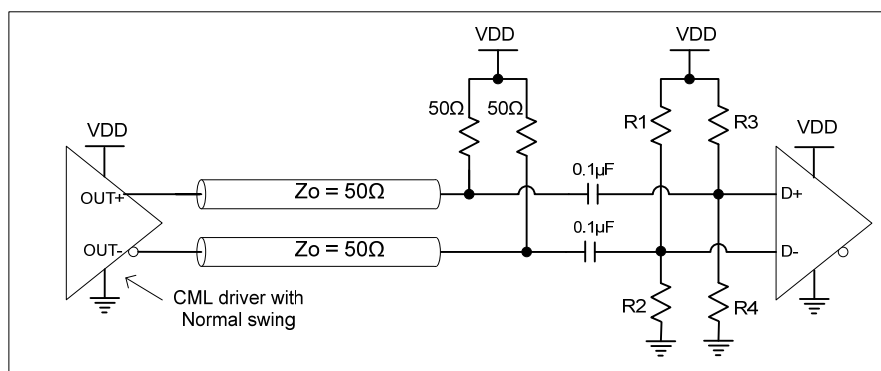 VDD
VDD
50Ω
50Ω
R1
R3
VDD
VDD
0.1µF
OUT+
Zo = 50Ω
D+
0.1µF
OUT-
Zo = 50Ω
D-
CML driver with
Normal swing
R2
R4